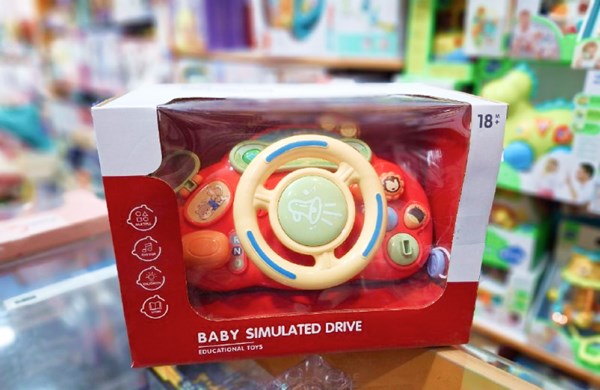 18+
M
BABY SIMULATED DRIVE
EDUCATIONAL TOYS